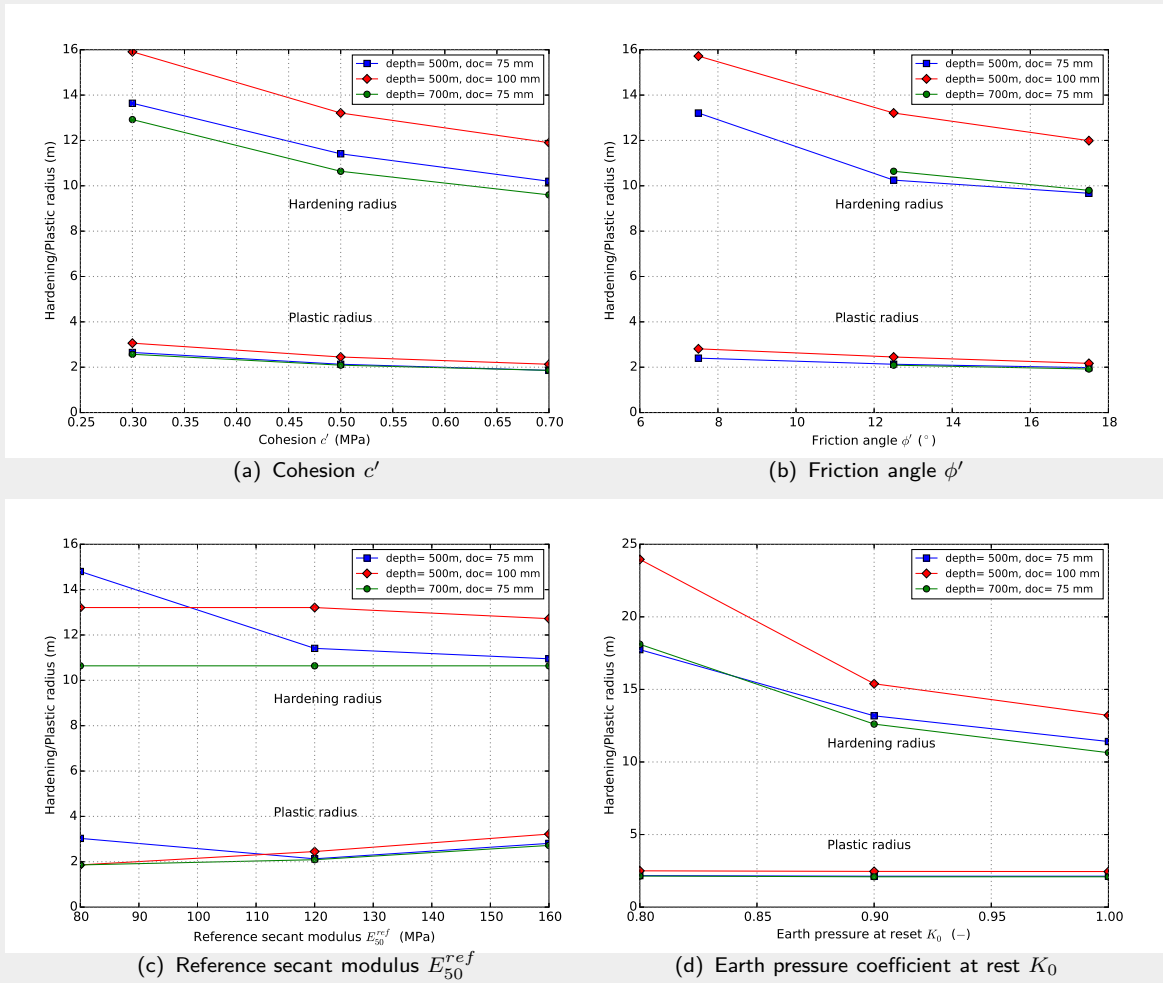 16
14
12
10
8
6
4
2
0
Hardening/Plastic radius (m)
depth= 500m, doc= 75 mm
depth= 500m, doc= 100 mm
depth= 700m, doc= 75 mm
Hardening radius
Plastic radius
0.25 0.30 0.35 0.40 0.45 0.50 0.55 0.60 0.65 0.70
Cohesion c′ (MPa)
(a) Cohesion c′
16
14
12
10
8
6
4
2
0
Hardening/Plastic radius (m)
depth= 500m, doc= 75 mm
depth= 500m, doc= 100 mm
depth= 700m, doc= 75 mm
Hardening radius
Plastic radius
6 8 10 12 14 16 18
Friction angle ϕ′ (°)
(b) Friction angle ϕ′
16
14
12
10
8
6
4
2
0
Hardening/Plastic radius (m)
depth= 500m, doc= 75 mm
depth= 500m, doc= 100 mm
depth= 700m, doc= 75 mm
Hardening radius
Plastic radius
80 90 100 110 120 130 140 150 160
Reference secant modulus E_{50}^{ref} (MPa)
(c) Reference secant modulus E_{50}^{ref}
25
20
15
10
5
0
Hardening/Plastic radius (m)
depth= 500m, doc= 75 mm
depth= 500m, doc= 100 mm
depth= 700m, doc= 75 mm
Hardening radius
Plastic radius
0.80 0.85 0.90 0.95 1.00
Earth pressure at reset K₀ (−)
(d) Earth pressure coefficient at rest K₀